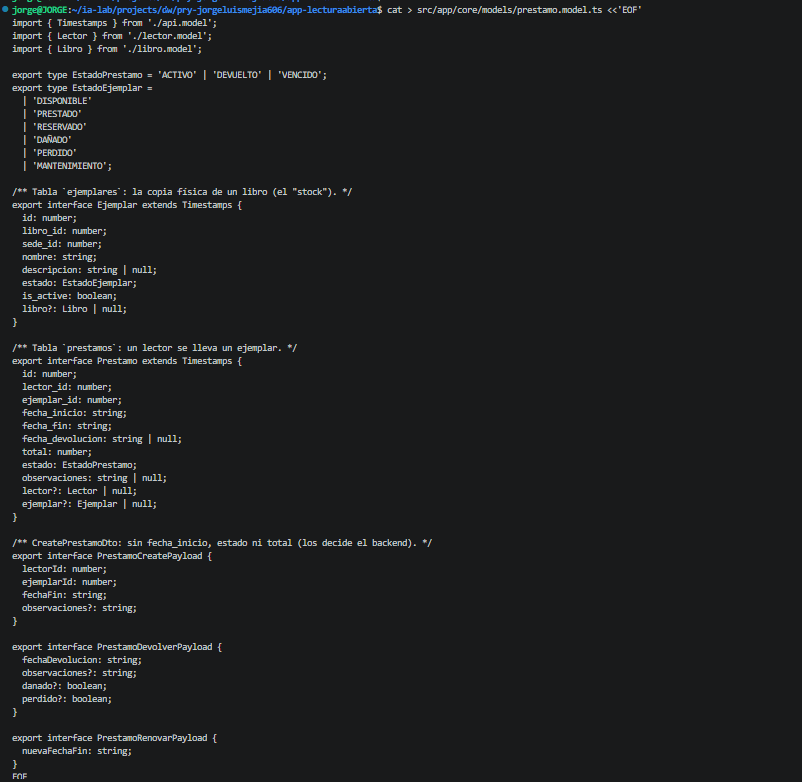 jorge@JORGE:~/ia-lab/projects/dw/pry-jorgeluismejia606/app-lecturaabierta$ cat > src/app/core/models/prestamo.model.ts <<'EOF'
import { Timestamps } from './api.model';
import { Lector } from './lector.model';
import { Libro } from './libro.model';

export type EstadoPrestamo = 'ACTIVO' | 'DEVUELTO' | 'VENCIDO';
export type EstadoEjemplar =
  | 'DISPONIBLE'
  | 'PRESTADO'
  | 'RESERVADO'
  | 'DAÑADO'
  | 'PERDIDO'
  | 'MANTENIMIENTO';

/** Tabla `ejemplares`: la copia física de un libro (el "stock"). */
export interface Ejemplar extends Timestamps {
  id: number;
  libro_id: number;
  sede_id: number;
  nombre: string;
  descripcion: string | null;
  estado: EstadoEjemplar;
  is_active: boolean;
  libro?: Libro | null;
}

/** Tabla `prestamos`: un lector se lleva un ejemplar. */
export interface Prestamo extends Timestamps {
  id: number;
  lector_id: number;
  ejemplar_id: number;
  fecha_inicio: string;
  fecha_fin: string;
  fecha_devolucion: string | null;
  total: number;
  estado: EstadoPrestamo;
  observaciones: string | null;
  lector?: Lector | null;
  ejemplar?: Ejemplar | null;
}

/** CreatePrestamoDto: sin fecha_inicio, estado ni total (los decide el backend). */
export interface PrestamoCreatePayload {
  lectorId: number;
  ejemplarId: number;
  fechaFin: string;
  observaciones?: string;
}

export interface PrestamoDevolverPayload {
  fechaDevolucion: string;
  observaciones?: string;
  danado?: boolean;
  perdido?: boolean;
}

export interface PrestamoRenovarPayload {
  nuevaFechaFin: string;
}
EOF